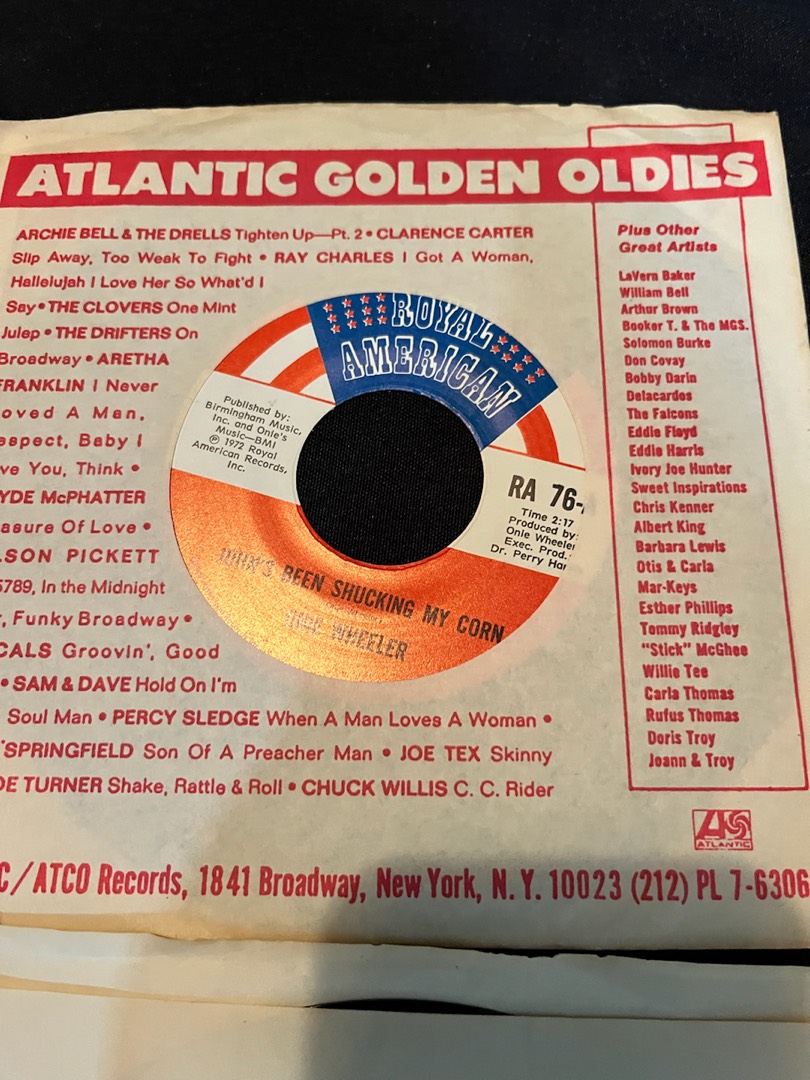 ATLANTIC GOLDEN OLDIES
ARCHIE BELL & THE DRELLS Tighten Up—Pt. 2 • CLARENCE CARTER
Slip Away, Too Weak To Fight • RAY CHARLES I Got A Woman,
Hallelujah I Love Her So What'd I
Say • THE CLOVERS One Mint
Julep • THE DRIFTERS On
Broadway • ARETHA
FRANKLIN I Never
oved A Man,
espect, Baby I
ve You, Think •
YDE McPHATTER
asure Of Love •
LSON PICKETT
5789, In the Midnight
, Funky Broadway •
CALS Groovin', Good
• SAM & DAVE Hold On I'm
Soul Man • PERCY SLEDGE When A Man Loves A Woman •
SPRINGFIELD Son Of A Preacher Man • JOE TEX Skinny
OE TURNER Shake, Rattle & Roll • CHUCK WILLIS C. C. Rider
Plus Other
Great Artists
LaVern Baker
William Bell
Arthur Brown
Booker T. & The MGS.
Solomon Burke
Don Covay
Bobby Darin
Delacardos
The Falcons
Eddie Floyd
Eddie Harris
Ivory Joe Hunter
Sweet Inspirations
Chris Kenner
Albert King
Barbara Lewis
Otis & Carla
Mar-Keys
Esther Phillips
Tommy Ridgley
"Stick" McGhee
Willie Tee
Carla Thomas
Rufus Thomas
Doris Troy
Joann & Troy
ATLANTIC
C/ATCO Records, 1841 Broadway, New York, N. Y. 10023 (212) PL 7-6306
ROYAL
AMERICAN
Published by:
Birmingham Music,
Inc. and Onie's
Music—BMI
℗ 1972 Royal
American Records,
Inc.
RA 76-
Time 2:17
Produced by:
Onie Wheeler
Exec. Prod.:
Dr. Perry Har
BEEN SHUCKING MY CORN
WHEELER